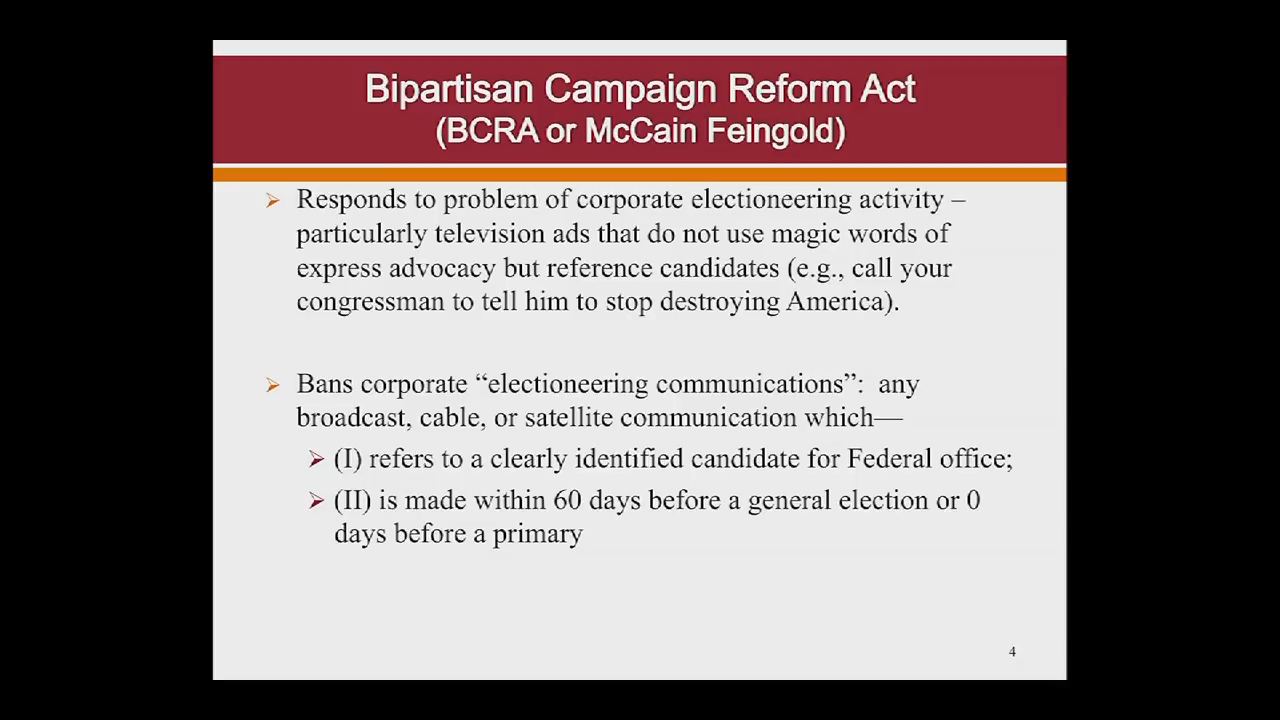 Bipartisan Campaign Reform Act
(BCRA or McCain Feingold)
Responds to problem of corporate electioneering activity –
particularly television ads that do not use magic words of
express advocacy but reference candidates (e.g., call your
congressman to tell him to stop destroying America).
Bans corporate “electioneering communications”: any
broadcast, cable, or satellite communication which—
(I) refers to a clearly identified candidate for Federal office;
(II) is made within 60 days before a general election or 0
days before a primary
4